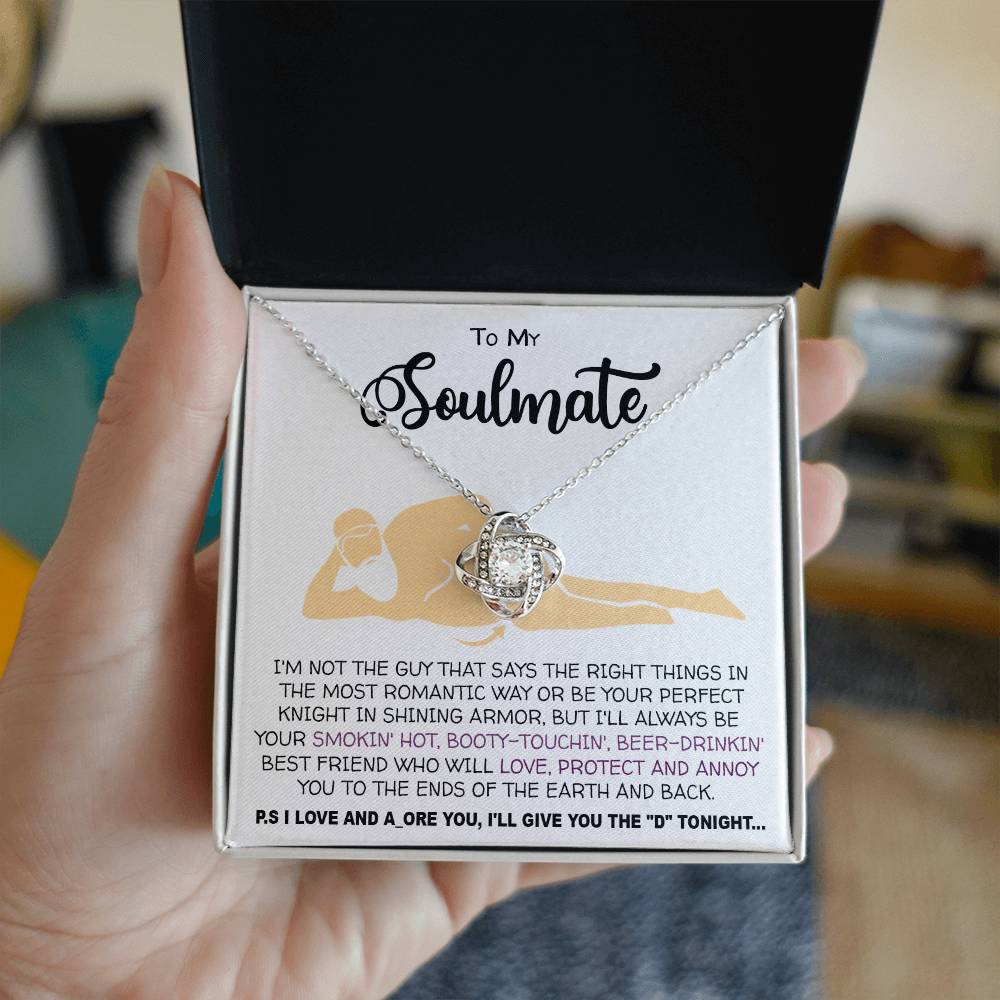 To My
Soulmate
I'M NOT THE GUY THAT SAYS THE RIGHT THINGS IN
THE MOST ROMANTIC WAY OR BE YOUR PERFECT
KNIGHT IN SHINING ARMOR, BUT I'LL ALWAYS BE
YOUR SMOKIN' HOT, BOOTY-TOUCHIN', BEER-DRINKIN'
BEST FRIEND WHO WILL LOVE, PROTECT AND ANNOY
YOU TO THE ENDS OF THE EARTH AND BACK.
P.S I LOVE AND A_ORE YOU, I'LL GIVE YOU THE "D" TONIGHT...